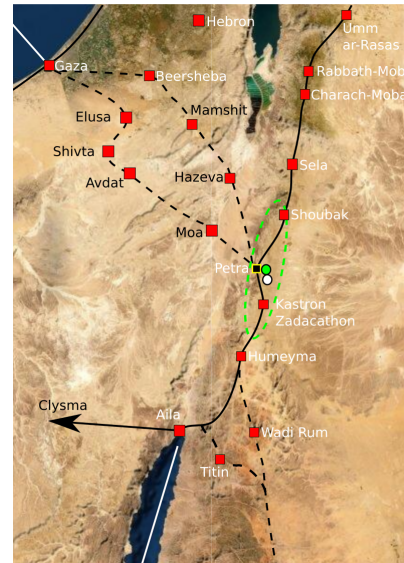 Hebron
Umm
ar-Rasas
Gaza
Beersheba
Rabbath-Mob
Charach-Moba
Elusa
Mamshit
Shivta
Avdat
Hazeva
Sela
Shoubak
Moa
Petra
Kastron
Zadacathon
Humeyma
Clysma
Aila
Wadi Rum
Titin